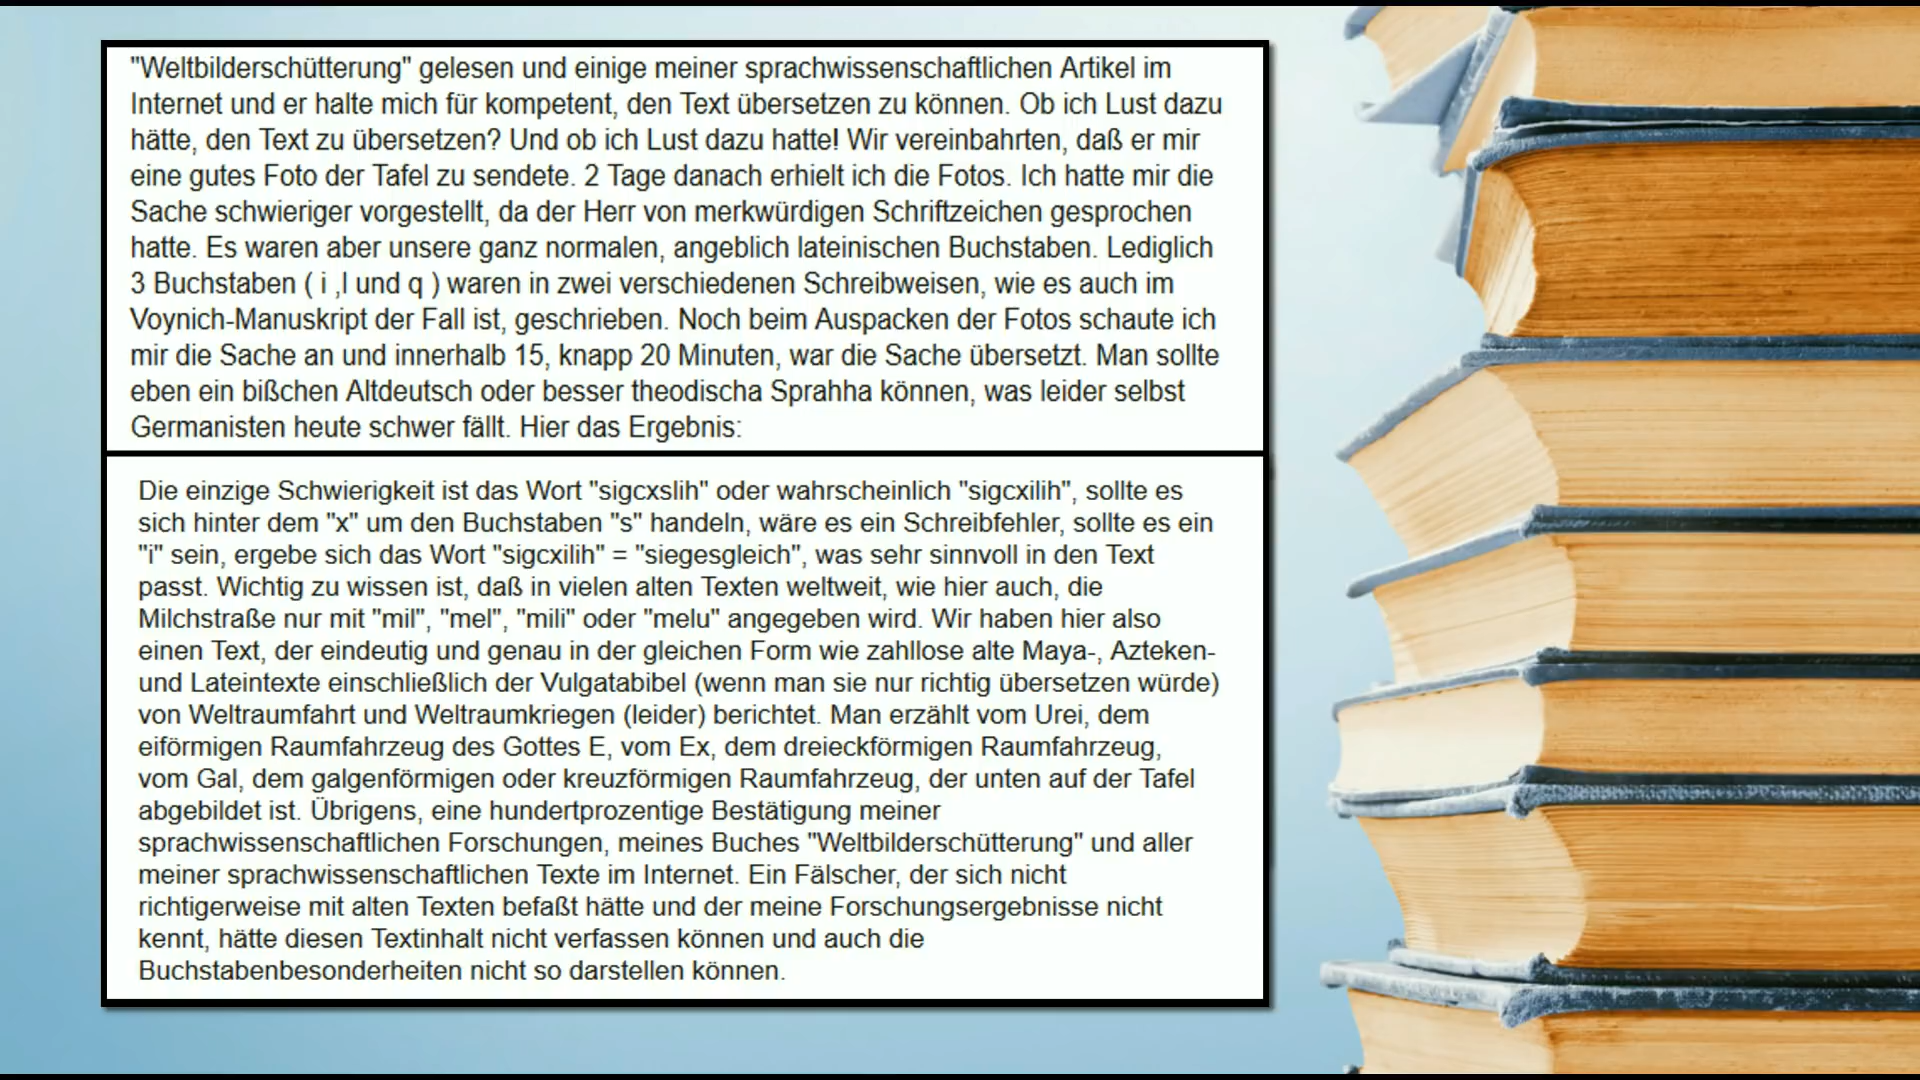 "Weltbilderschütterung" gelesen und einige meiner sprachwissenschaftlichen Artikel im
Internet und er halte mich für kompetent, den Text übersetzen zu können. Ob ich Lust dazu
hätte, den Text zu übersetzen? Und ob ich Lust dazu hatte! Wir vereinbahrten, daß er mir
eine gutes Foto der Tafel zu sendete. 2 Tage danach erhielt ich die Fotos. Ich hatte mir die
Sache schwieriger vorgestellt, da der Herr von merkwürdigen Schriftzeichen gesprochen
hatte. Es waren aber unsere ganz normalen, angeblich lateinischen Buchstaben. Lediglich
3 Buchstaben ( i ,l und q ) waren in zwei verschiedenen Schreibweisen, wie es auch im
Voynich-Manuskript der Fall ist, geschrieben. Noch beim Auspacken der Fotos schaute ich
mir die Sache an und innerhalb 15, knapp 20 Minuten, war die Sache übersetzt. Man sollte
eben ein bißchen Altdeutsch oder besser theodischa Sprahha können, was leider selbst
Germanisten heute schwer fällt. Hier das Ergebnis:
Die einzige Schwierigkeit ist das Wort "sigcxslih" oder wahrscheinlich "sigcxilih", sollte es
sich hinter dem "x" um den Buchstaben "s" handeln, wäre es ein Schreibfehler, sollte es ein
"i" sein, ergebe sich das Wort "sigcxilih" = "siegesgleich", was sehr sinnvoll in den Text
passt. Wichtig zu wissen ist, daß in vielen alten Texten weltweit, wie hier auch, die
Milchstraße nur mit "mil", "mel", "mili" oder "melu" angegeben wird. Wir haben hier also
einen Text, der eindeutig und genau in der gleichen Form wie zahllose alte Maya-, Azteken-
und Lateintexte einschließlich der Vulgatabibel (wenn man sie nur richtig übersetzen würde)
von Weltraumfahrt und Weltraumkriegen (leider) berichtet. Man erzählt vom Urei, dem
eiförmigen Raumfahrzeug des Gottes E, vom Ex, dem dreieckförmigen Raumfahrzeug,
vom Gal, dem galgenförmigen oder kreuzförmigen Raumfahrzeug, der unten auf der Tafel
abgebildet ist. Übrigens, eine hundertprozentige Bestätigung meiner
sprachwissenschaftlichen Forschungen, meines Buches "Weltbilderschütterung" und aller
meiner sprachwissenschaftlichen Texte im Internet. Ein Fälscher, der sich nicht
richtigerweise mit alten Texten befaßt hätte und der meine Forschungsergebnisse nicht
kennt, hätte diesen Textinhalt nicht verfassen können und auch die
Buchstabenbesonderheiten nicht so darstellen können.